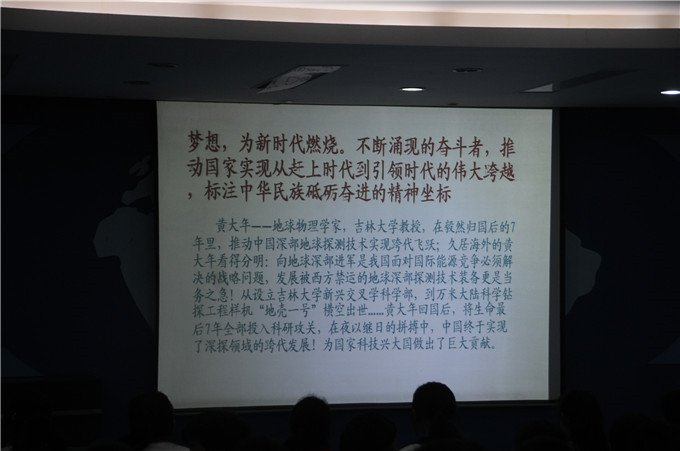 梦想，为新时代燃烧。不断涌现的奋斗者，推
动国家实现从赶上时代到引领时代的伟大跨越
，标注中华民族砥砺奋进的精神坐标
黄大年——地球物理学家，吉林大学教授，在毅然归国后的7
年里，推动中国深部地球探测技术实现跨代飞跃；久居海外的黄
大年看得分明：向地球深部进军是我国面对国际能源竞争必须解
决的战略问题，发展被西方禁运的地球深部探测技术装备更是当
务之急！从设立吉林大学新兴交叉学科学部，到万米大陆科学钻
探工程样机“地壳一号”横空出世……黄大年回国后，将生命最
后7年全部投入科研攻关，在夜以继日的拼搏中，中国终于实现
了深探领域的跨代发展！为国家科技兴大国做出了巨大贡献。